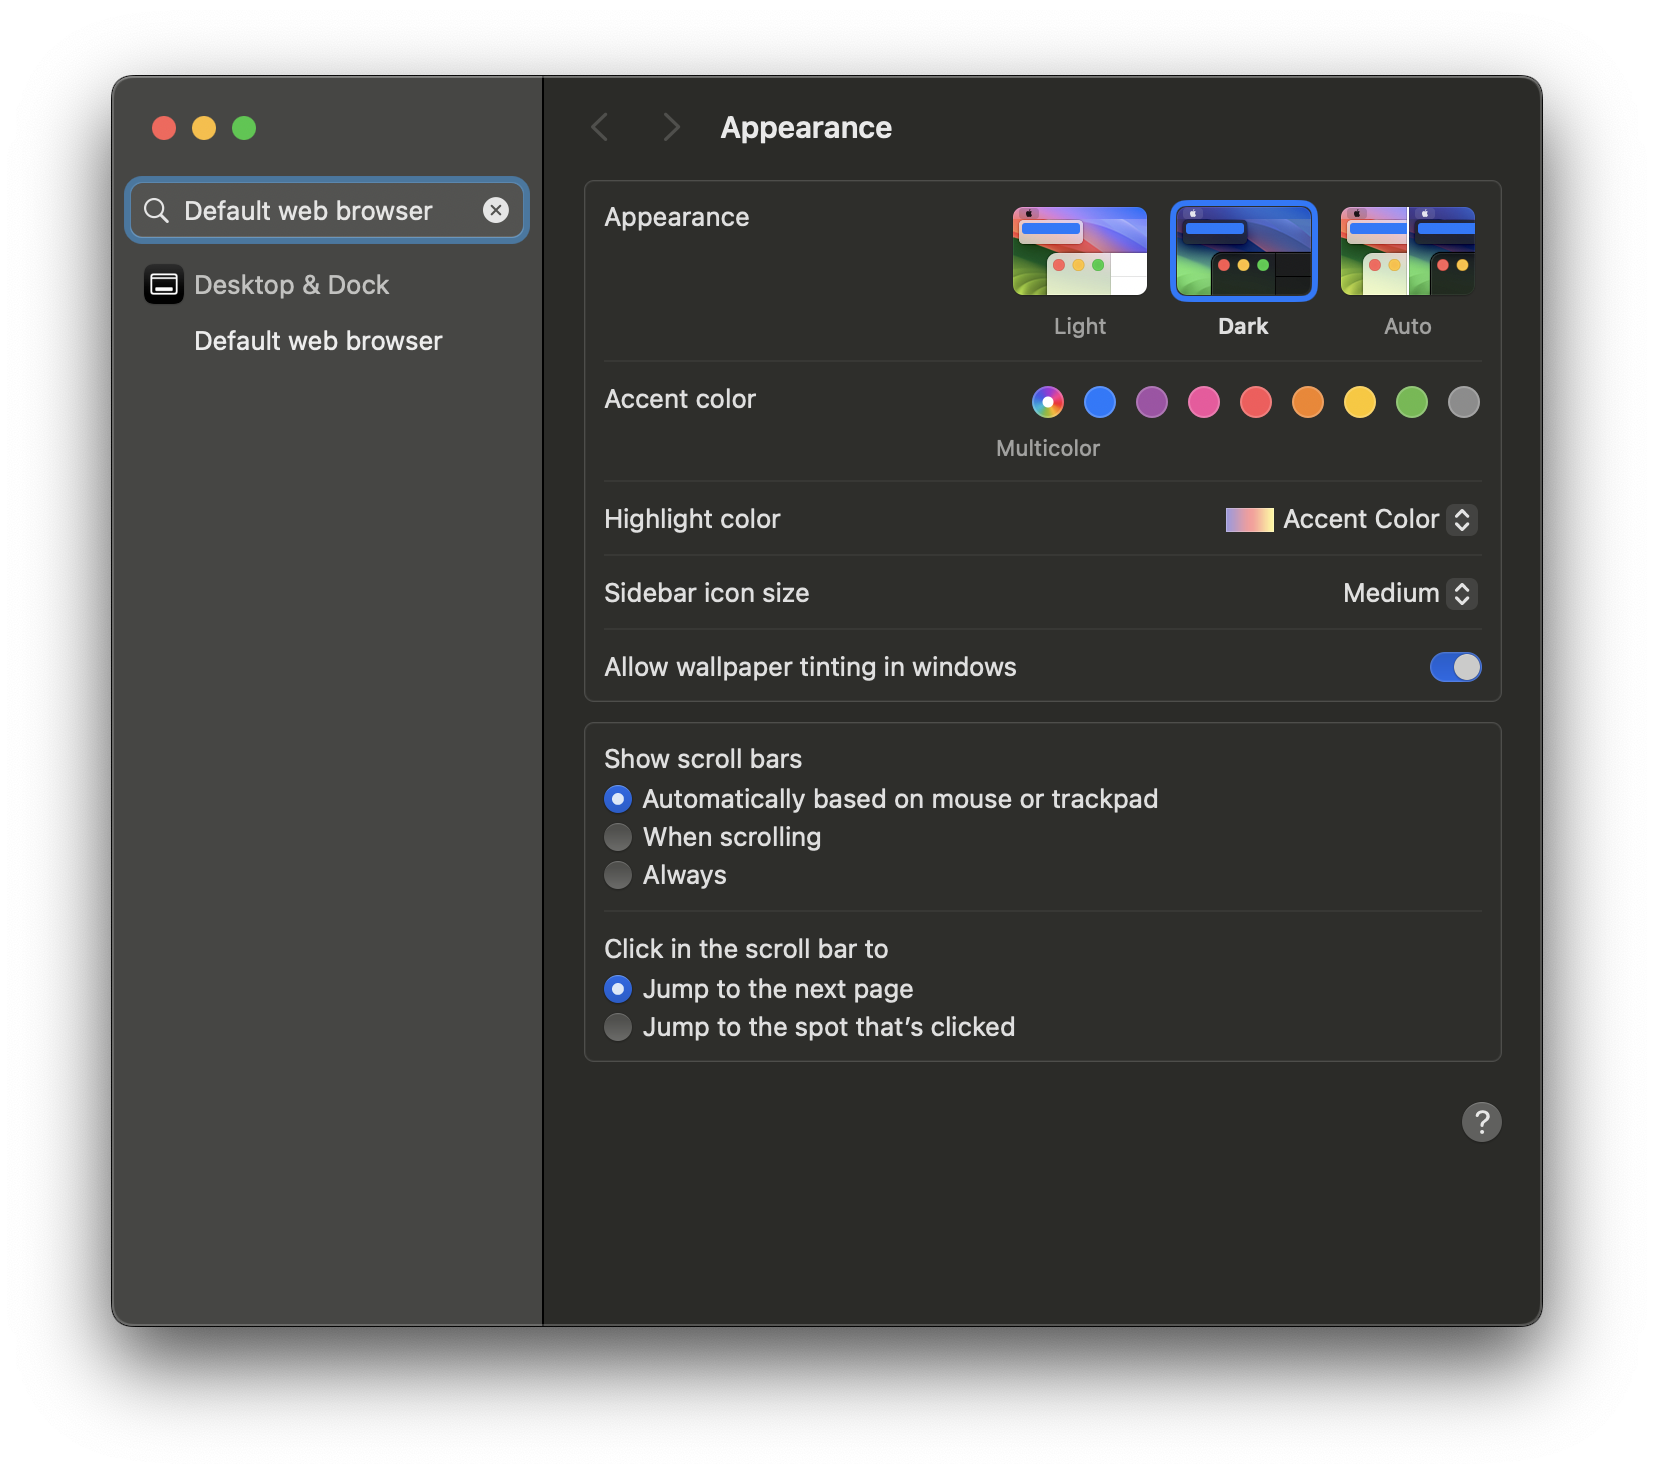 Default web browser
Desktop & Dock
Default web browser
Appearance
Appearance
Light
Dark
Auto
Accent color
Multicolor
Highlight color
Accent Color
Sidebar icon size
Medium
Allow wallpaper tinting in windows
Show scroll bars
Automatically based on mouse or trackpad
When scrolling
Always
Click in the scroll bar to
Jump to the next page
Jump to the spot that’s clicked
?